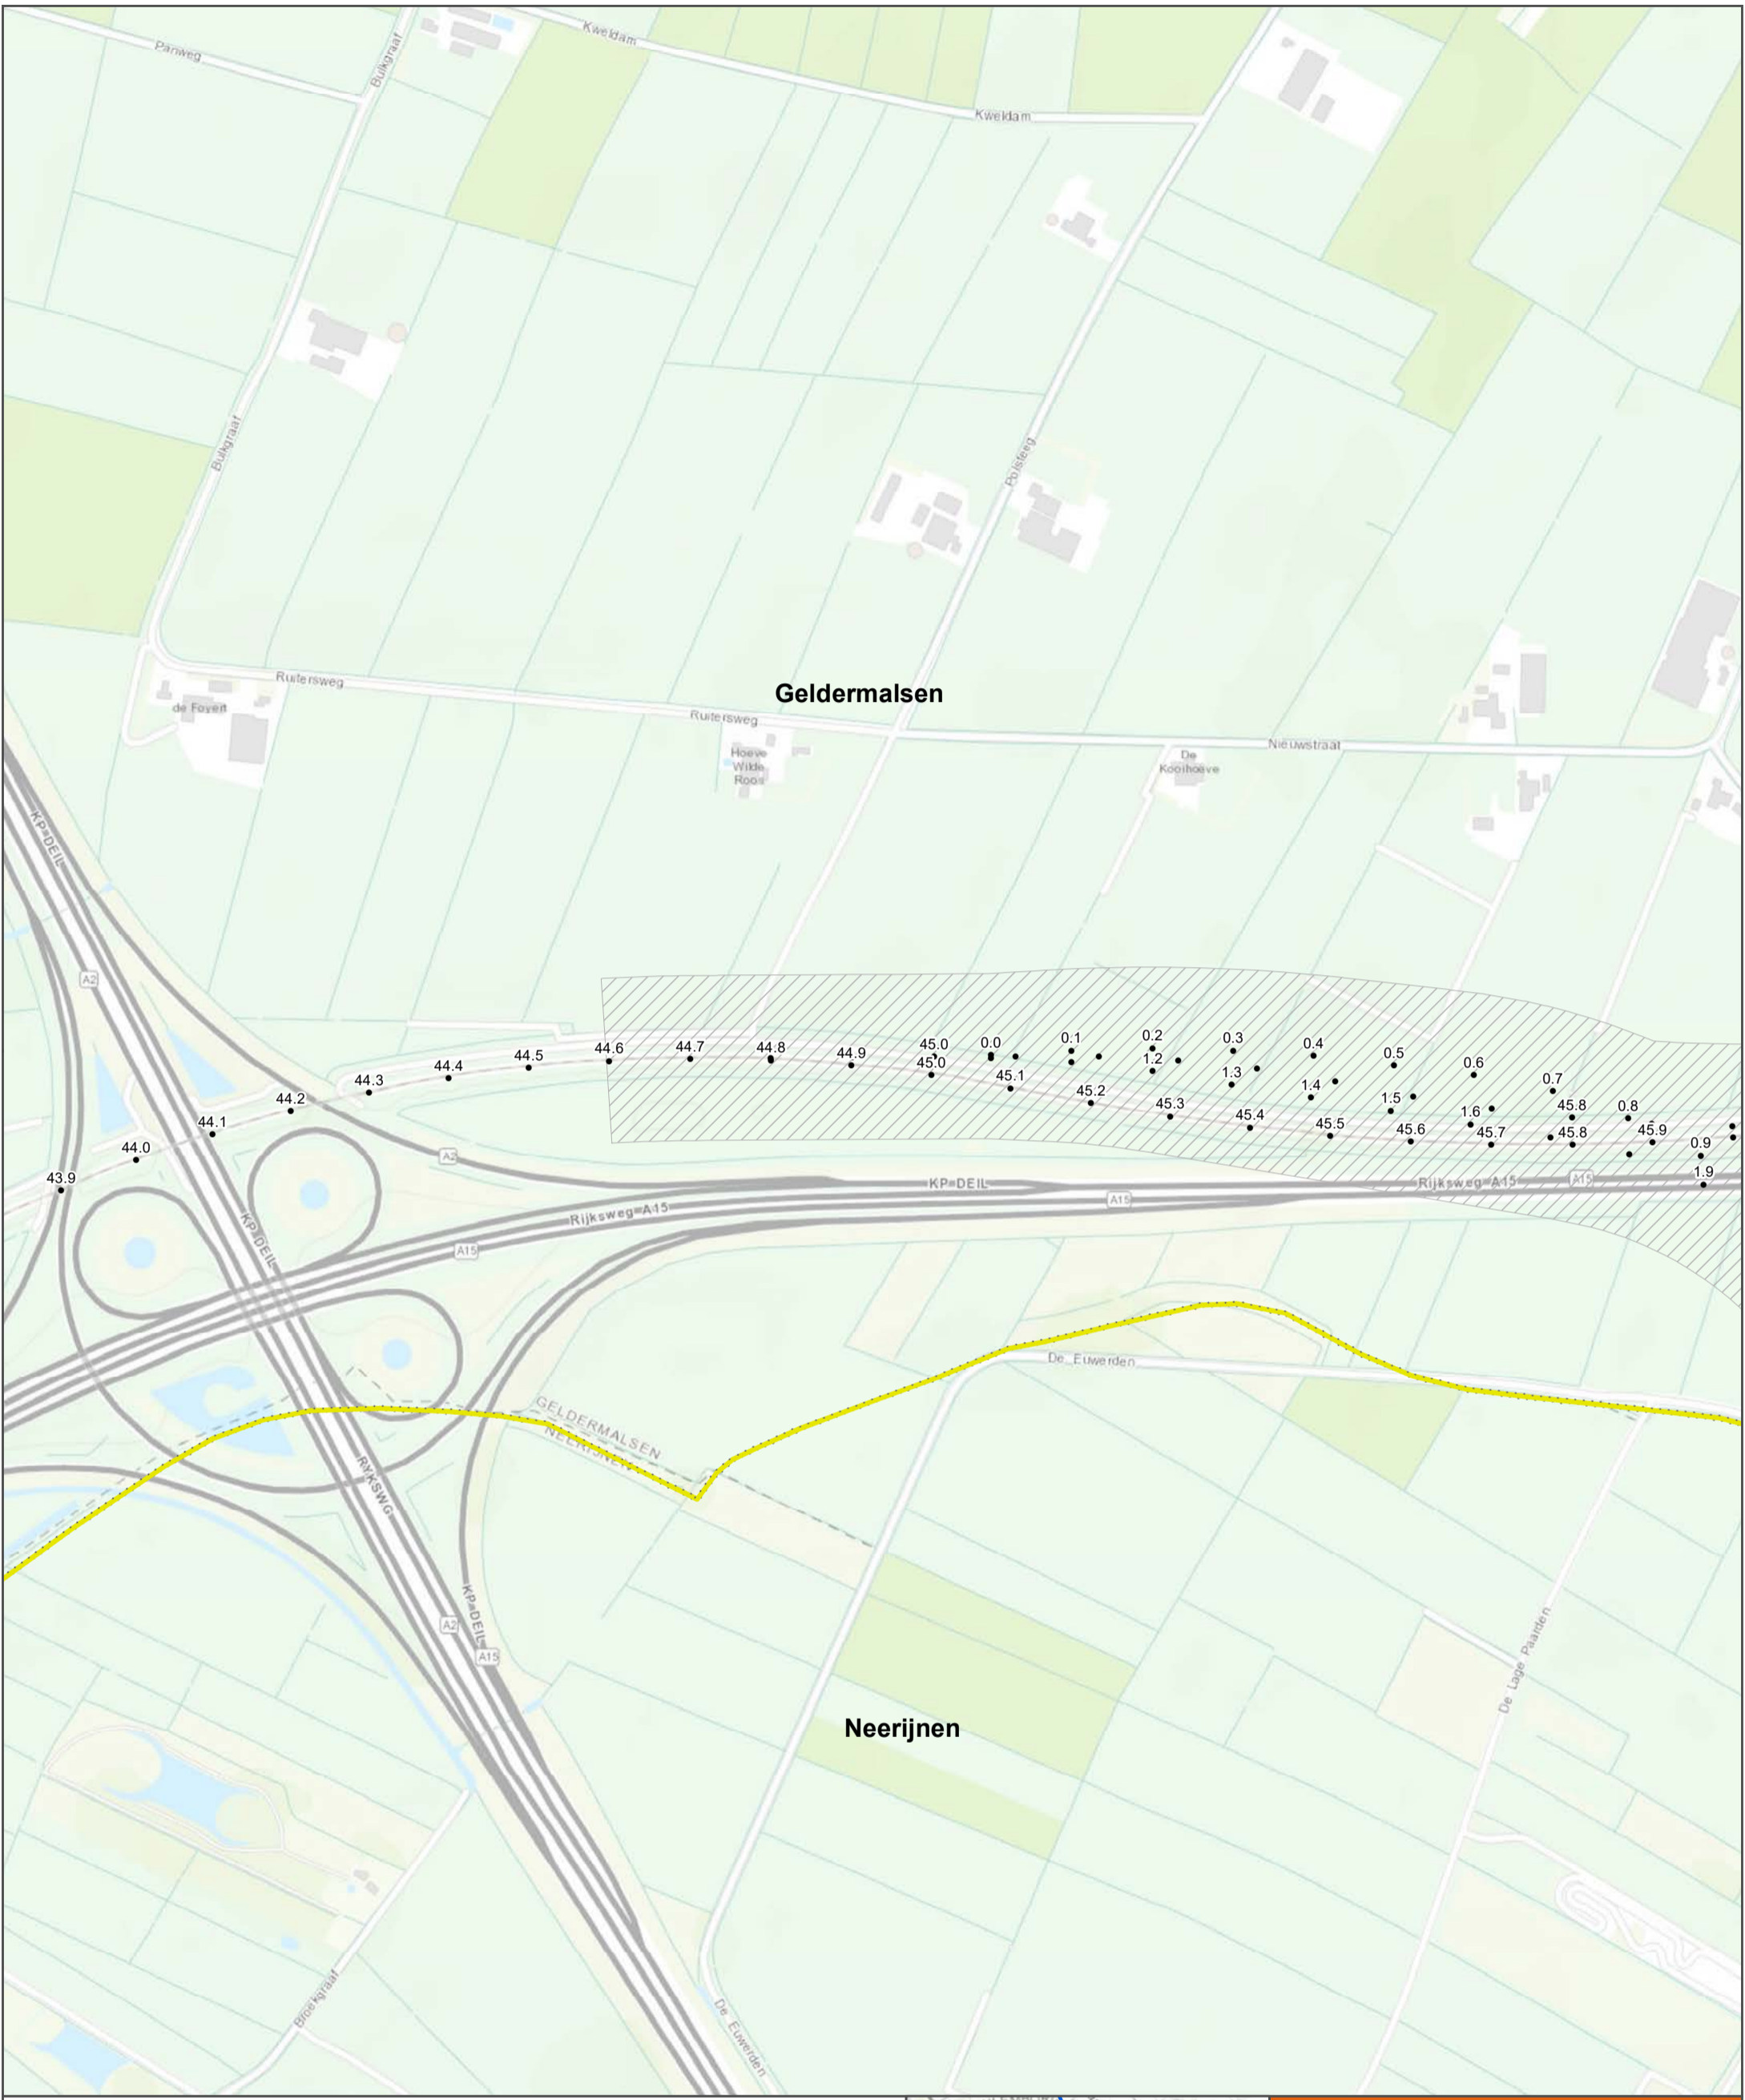 Kweldam
Panweg
Bulkgraaf
Kweldam
Bulkgraaf
Polsteeg
Ruitersweg
Geldermalsen
de Foyert
Ruitersweg
Nieuwstraat
Hoeve
Wilde
Roos
De
Kooihoeve
KP=DEIL
A2
0.2
0.3
0.1
0.4
45.0
0.0
44.6
44.7
44.8
44.9
45.0
0.5
44.5
1.2
0.6
44.4
1.3
44.3
45.1
0.7
1.4
45.2
1.5
44.2
45.3
45.8
0.8
1.6
45.4
44.1
45.5
45.6
45.7
45.8
45.9
44.0
0.9
A2
43.9
1.9
KP=DEIL
A15
Rijksweg=A15
A15
Rijksweg=A15
KP=DEIL
A15
De Euwerden
GELDERMALSEN
NEERIJNEN
RYKSWG
KP=DEIL
A2
A15
De Lage Paarden
Neerijnen
Broekgraaf
De Euwerden